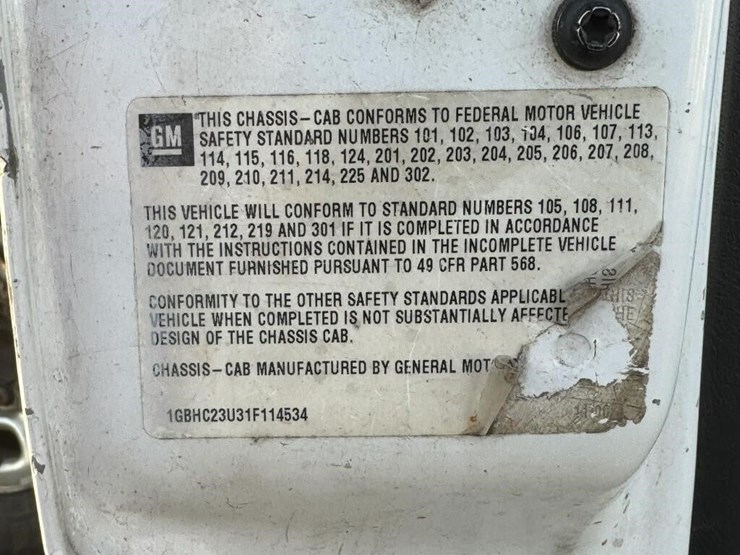 GM
"THIS CHASSIS-CAB CONFORMS TO FEDERAL MOTOR VEHICLE
SAFETY STANDARD NUMBERS 101, 102, 103, 104, 106, 107, 113,
114, 115, 116, 118, 124, 201, 202, 203, 204, 205, 206, 207, 208,
209, 210, 211, 214, 225 AND 302.
THIS VEHICLE WILL CONFORM TO STANDARD NUMBERS 105, 108, 111,
120, 121, 212, 219 AND 301 IF IT IS COMPLETED IN ACCORDANCE
WITH THE INSTRUCTIONS CONTAINED IN THE INCOMPLETE VEHICLE
DOCUMENT FURNISHED PURSUANT TO 49 CFR PART 568.
CONFORMITY TO THE OTHER SAFETY STANDARDS APPLICABL
VEHICLE WHEN COMPLETED IS NOT SUBSTANTIALLY AFFECTE
DESIGN OF THE CHASSIS CAB.
CHASSIS-CAB MANUFACTURED BY GENERAL MOT
1GBHC23U31F114534